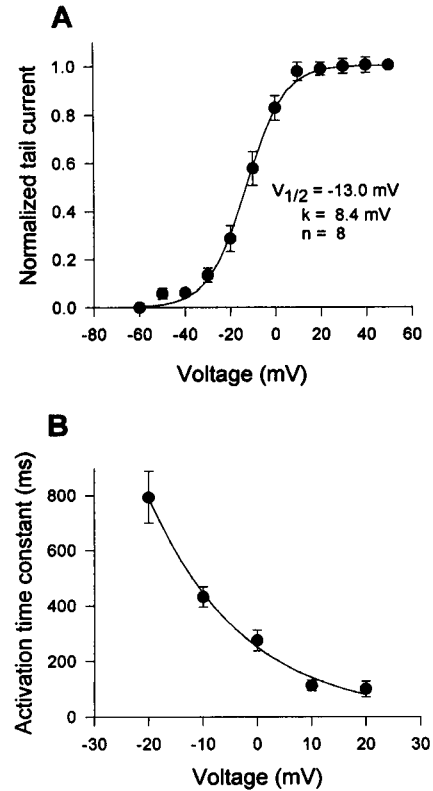 A
Normalized tail current
1.0
0.8
0.6
0.4
0.2
0.0
V1/2 = -13.0 mV
k = 8.4 mV
n = 8
-80 -60 -40 -20 0 20 40 60
Voltage (mV)
B
Activation time constant (ms)
800
600
400
200
0
-30 -20 -10 0 10 20 30
Voltage (mV)